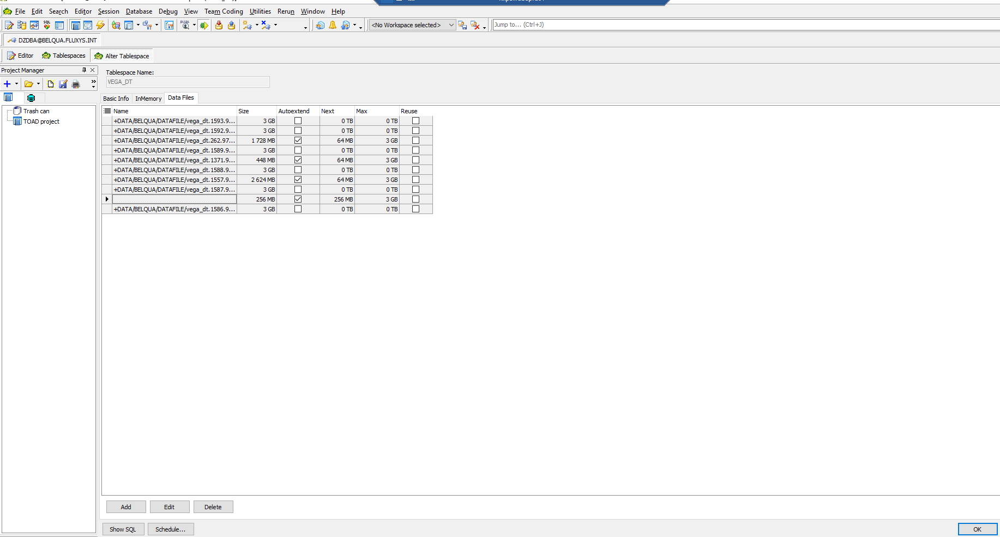 File Edit Search Editor Session Database Debug View Team Coding Utilities Rerun Window Help
SQL PLSQL <No Workspace selected> Jump to... (Ctrl+J)
DZDBA@BELQUA.FLUXYS.INT
Editor Tablespaces Alter Tablespace
Project Manager
Trash can
TOAD project
Tablespace Name:
VEGA_DT
Basic Info InMemory Data Files
Name Size Autoextend Next Max Reuse
+DATA/BELQUA/DATAFILE/vega_dt.1593.9... 3 GB 0 TB 0 TB
+DATA/BELQUA/DATAFILE/vega_dt.1592.9... 3 GB 0 TB 0 TB
+DATA/BELQUA/DATAFILE/vega_dt.262.97... 1 728 MB 64 MB 3 GB
+DATA/BELQUA/DATAFILE/vega_dt.1589.9... 3 GB 0 TB 0 TB
+DATA/BELQUA/DATAFILE/vega_dt.1371.9... 448 MB 64 MB 3 GB
+DATA/BELQUA/DATAFILE/vega_dt.1588.9... 3 GB 0 TB 0 TB
+DATA/BELQUA/DATAFILE/vega_dt.1557.9... 2 624 MB 64 MB 3 GB
+DATA/BELQUA/DATAFILE/vega_dt.1587.9... 3 GB 0 TB 0 TB
256 MB 256 MB 3 GB
+DATA/BELQUA/DATAFILE/vega_dt.1586.9... 3 GB 0 TB 0 TB
Add Edit Delete
Show SQL Schedule...
OK